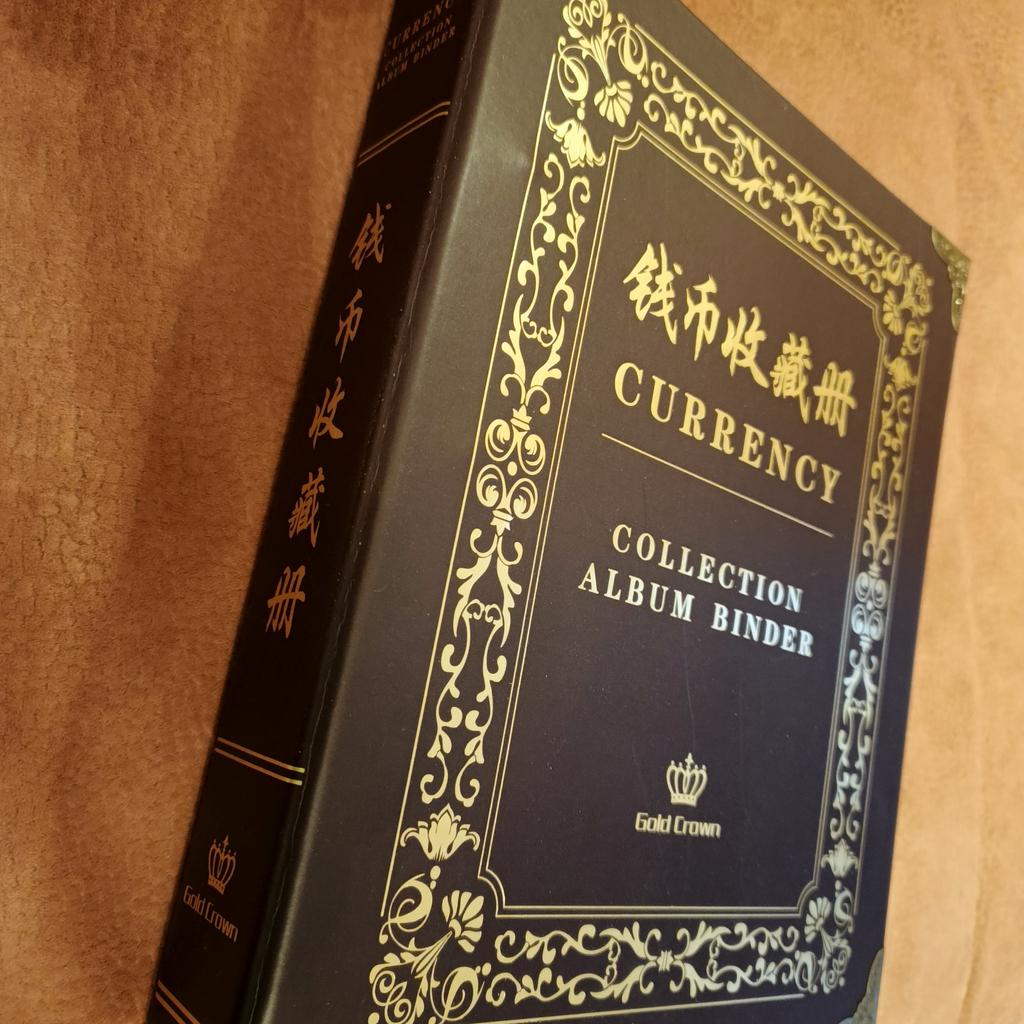 CURRENCY
COLLECTION
ALBUM BINDER
钱币收藏册
Gold Crown
钱币收藏册
CURRENCY
COLLECTION
ALBUM BINDER
Gold Crown